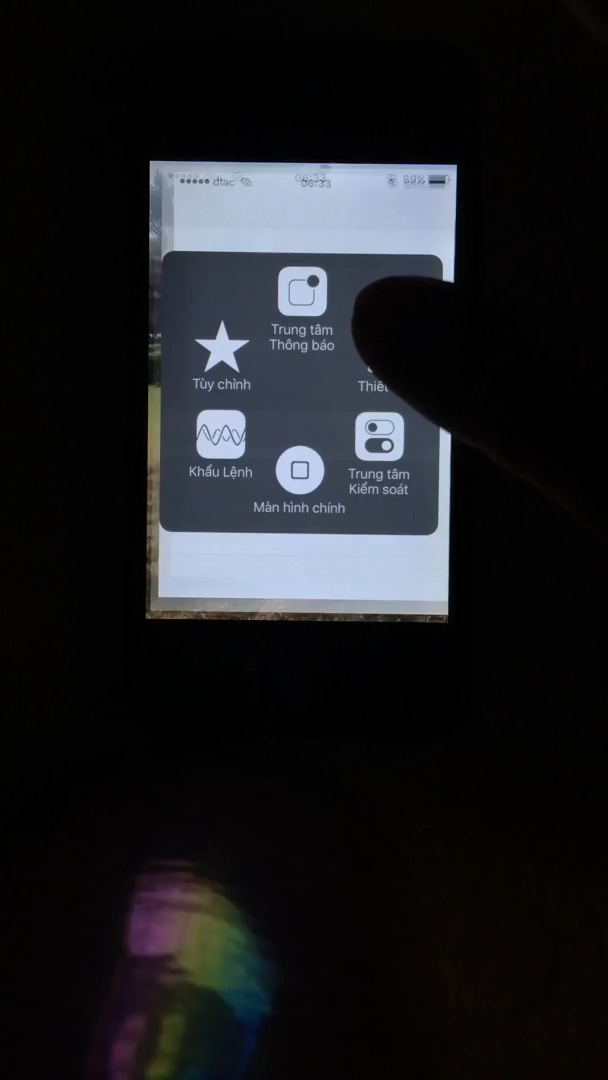 dtac 06:33 89%
Trung tâm
Thông báo
Tùy chỉnh
Khẩu Lệnh
Trung tâm
Kiểm soát
Màn hình chính